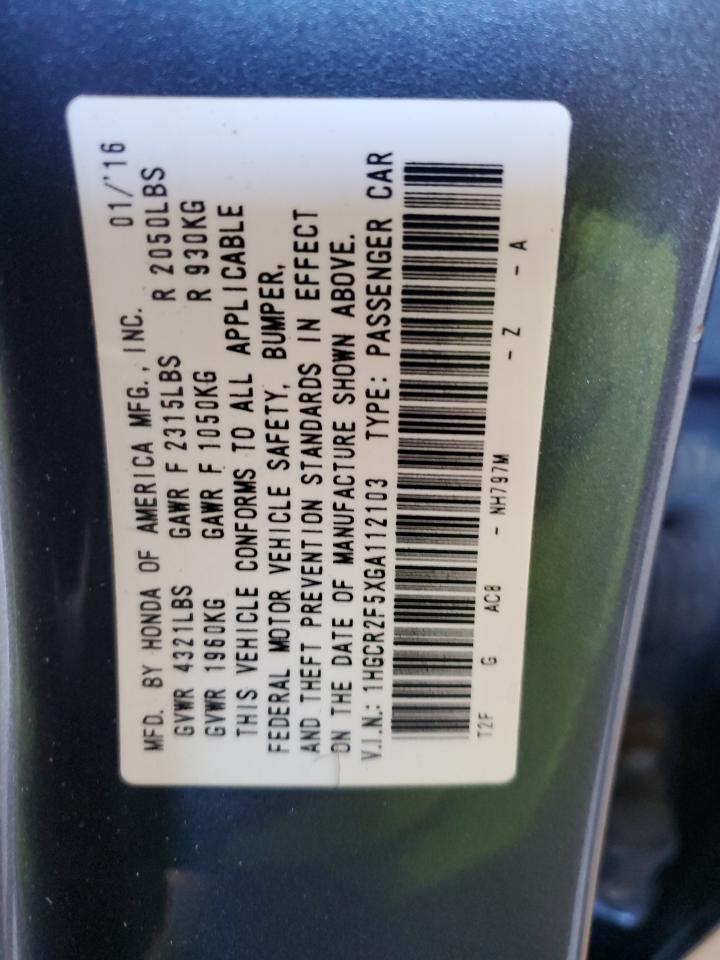 MFD. BY HONDA OF AMERICA MFG., INC. 01/'16
GVWR 4321LBS GAWR F 2315LBS R 2050LBS
GVWR 1960KG GAWR F 1050KG R 930KG
THIS VEHICLE CONFORMS TO ALL APPLICABLE
FEDERAL MOTOR VEHICLE SAFETY, BUMPER,
AND THEFT PREVENTION STANDARDS IN EFFECT
ON THE DATE OF MANUFACTURE SHOWN ABOVE.
V.I.N.: 1HGCR2F5XGA112103 TYPE: PASSENGER CAR
T2F G AC8 - NH797M - Z - A